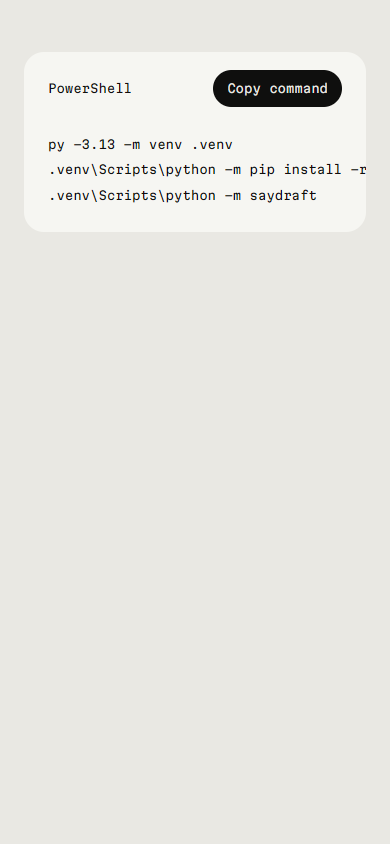 PowerShell
Copy command
py -3.13 -m venv .venv
.venv\Scripts\python -m pip install -r
.venv\Scripts\python -m saydraft